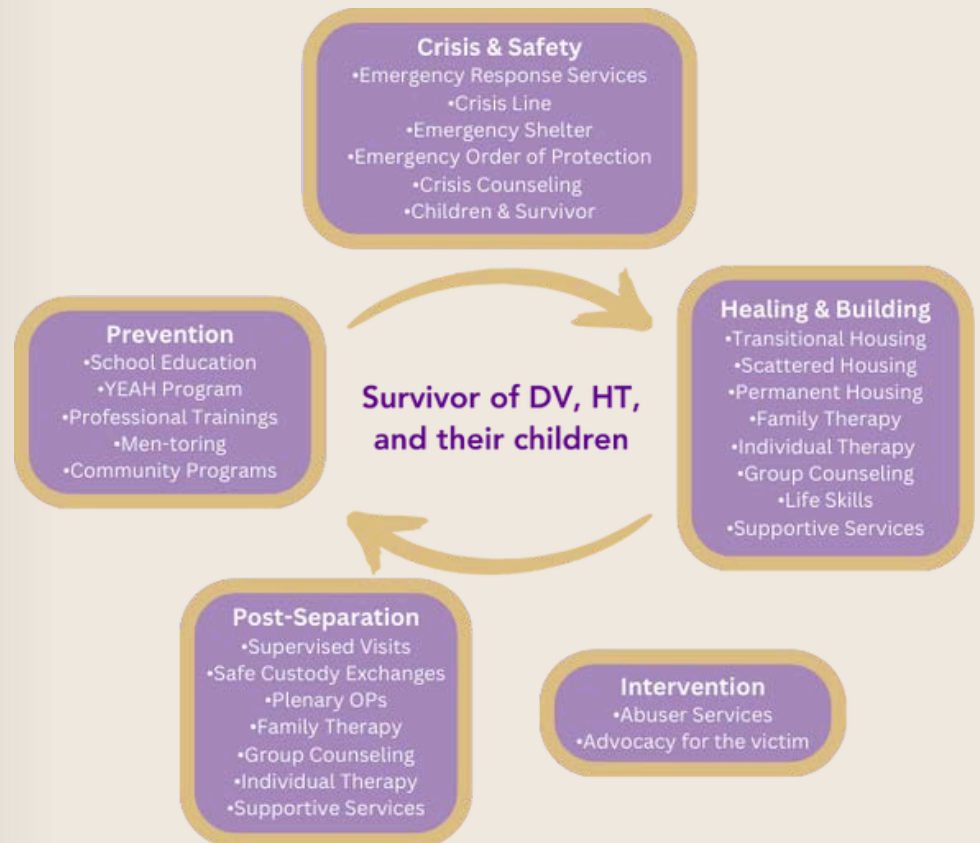 Crisis & Safety
•Emergency Response Services
•Crisis Line
•Emergency Shelter
•Emergency Order of Protection
•Crisis Counseling
•Children & Survivor
Prevention
•School Education
•YEAH Program
•Professional Trainings
•Men-toring
•Community Programs
Survivor of DV, HT,
and their children
Healing & Building
•Transitional Housing
•Scattered Housing
•Permanent Housing
•Family Therapy
•Individual Therapy
•Group Counseling
•Life Skills
•Supportive Services
Post-Separation
•Supervised Visits
•Safe Custody Exchanges
•Plenary OPs
•Family Therapy
•Group Counseling
•Individual Therapy
•Supportive Services
Intervention
•Abuser Services
•Advocacy for the victim